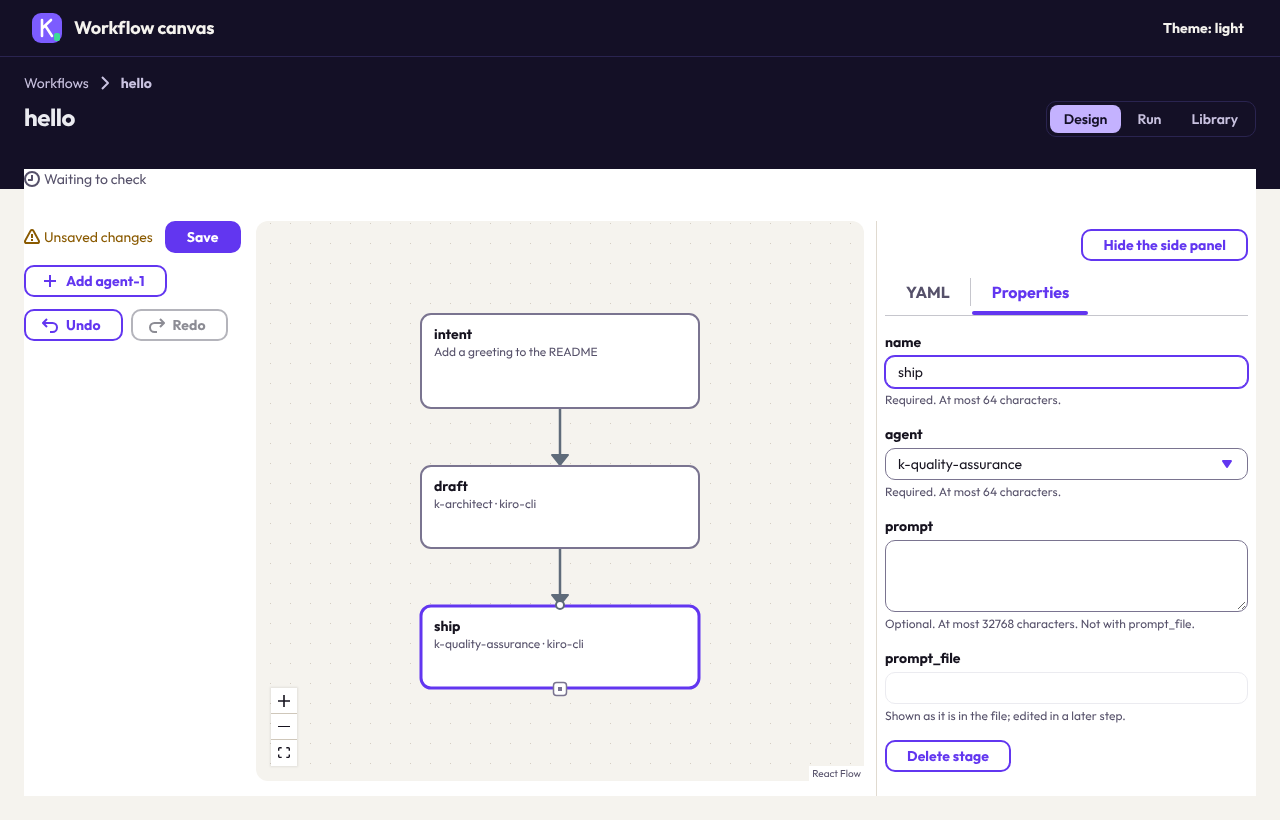 K
Workflow canvas
Theme: light
Workflows
hello
hello
Design
Run
Library
Waiting to check
Unsaved changes
Save
Add agent-1
Undo
Redo
intent
Add a greeting to the README
draft
k-architect · kiro-cli
ship
k-quality-assurance · kiro-cli
React Flow
Hide the side panel
YAML
Properties
name
ship
Required. At most 64 characters.
agent
k-quality-assurance
Required. At most 64 characters.
prompt
Optional. At most 32768 characters. Not with prompt_file.
prompt_file
Shown as it is in the file; edited in a later step.
Delete stage